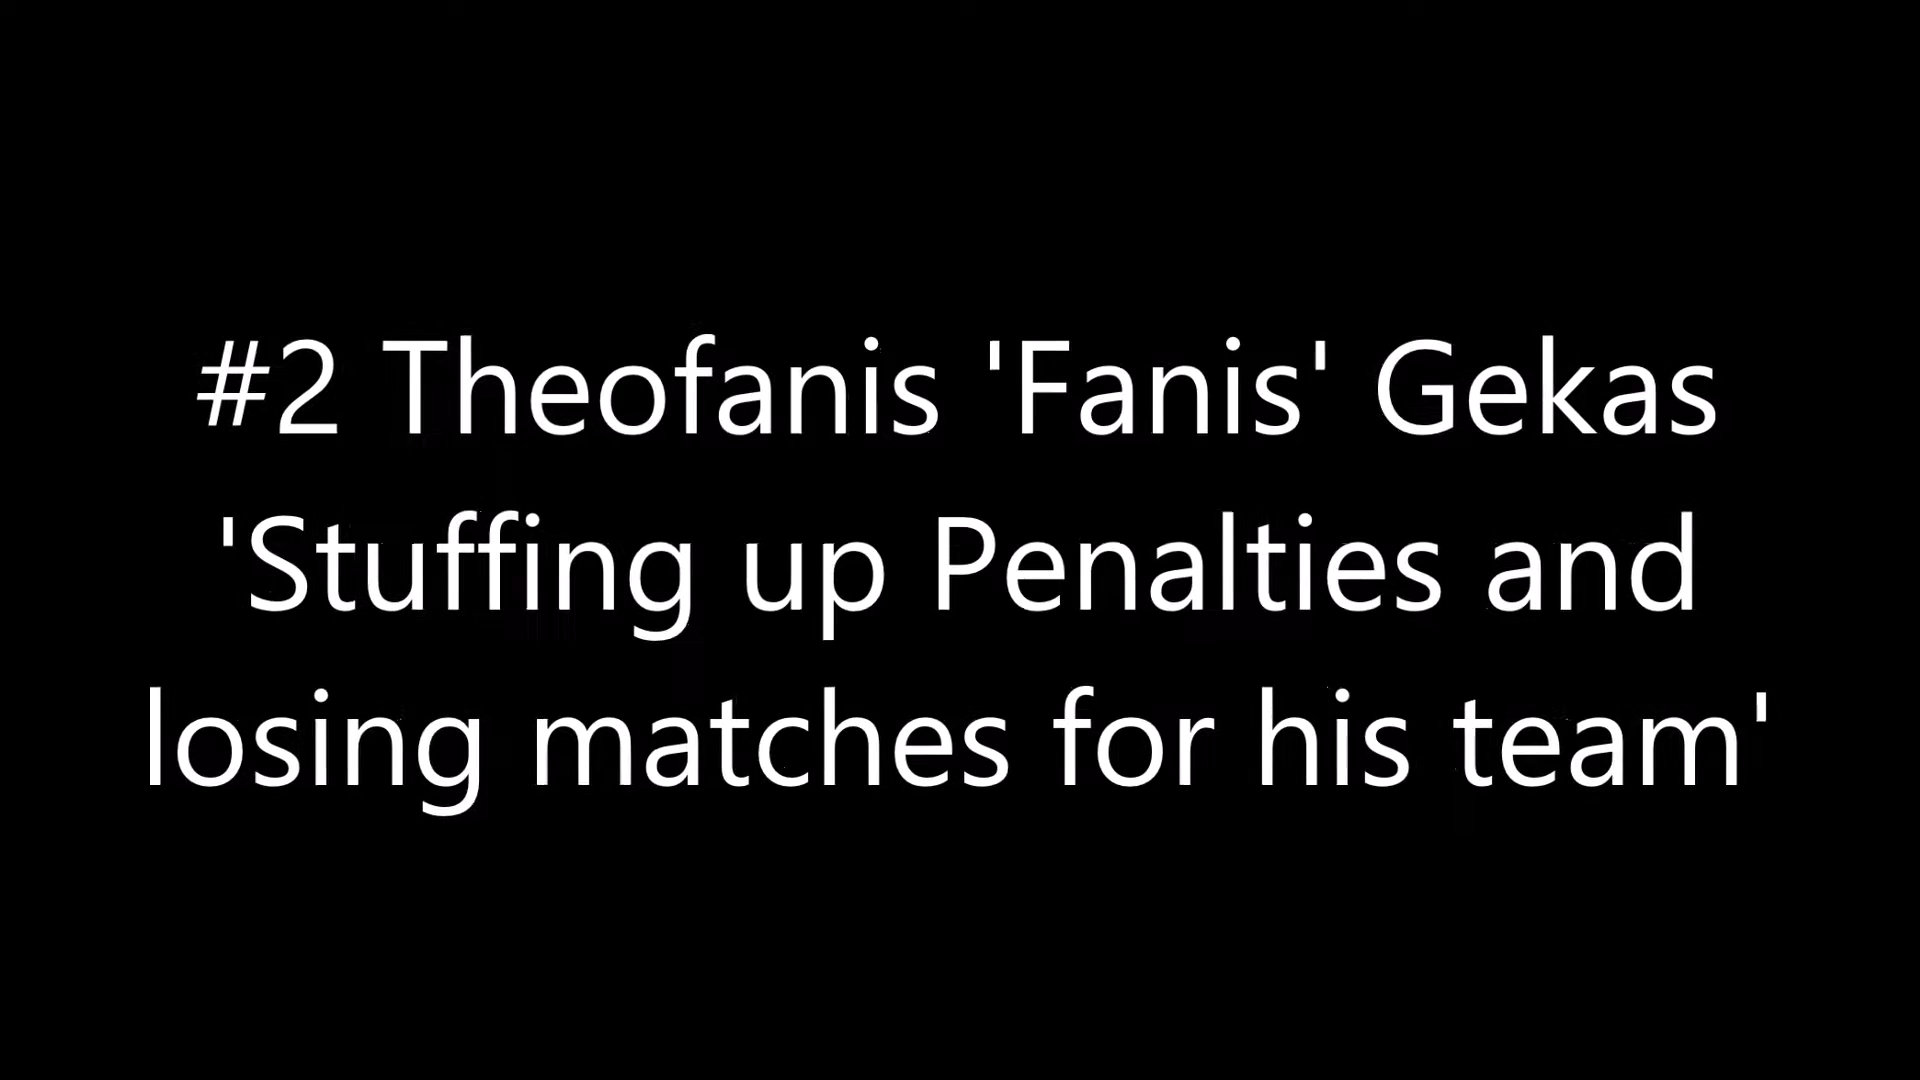 #2 Theofanis 'Fanis' Gekas
'Stuffing up Penalties and
losing matches for his team'